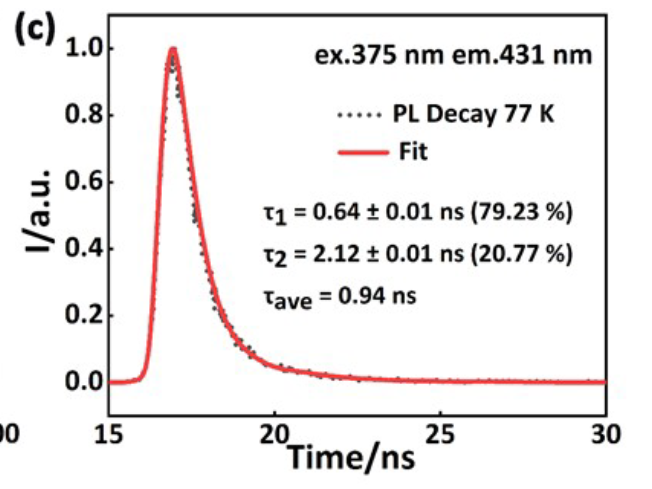 (c)
I/a.u.
1.0
0.8
0.6
0.4
0.2
0.0
ex.375 nm em.431 nm
PL Decay 77 K
Fit
τ1 = 0.64 ± 0.01 ns (79.23 %)
τ2 = 2.12 ± 0.01 ns (20.77 %)
τave = 0.94 ns
00
15
20
25
30
Time/ns